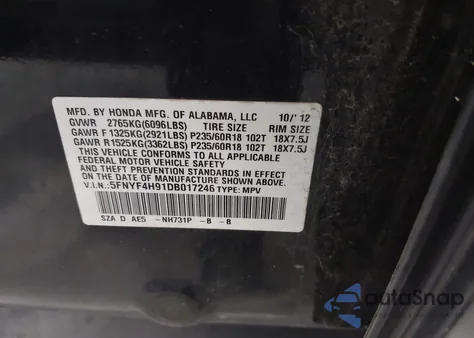 MFD. BY HONDA MFG. OF ALABAMA, LLC 10/'12
GVWR 2765KG(6096LBS) TIRE SIZE RIM SIZE
GAWR F 1325KG(2921LBS) P235/60R18 102T 18X7.5J
GAWR R 1525KG(3362LBS) P235/60R18 102T 18X7.5J
THIS VEHICLE CONFORMS TO ALL APPLICABLE
FEDERAL MOTOR VEHICLE SAFETY
AND THEFT PREVENTION STANDARDS IN EFFECT
ON THE DATE OF MANUFACTURE SHOWN ABOVE.
V.I.N.: 5FNYF4H91DB017246 TYPE: MPV
SZA D AE5 -NH731P -B -B
autoSnap